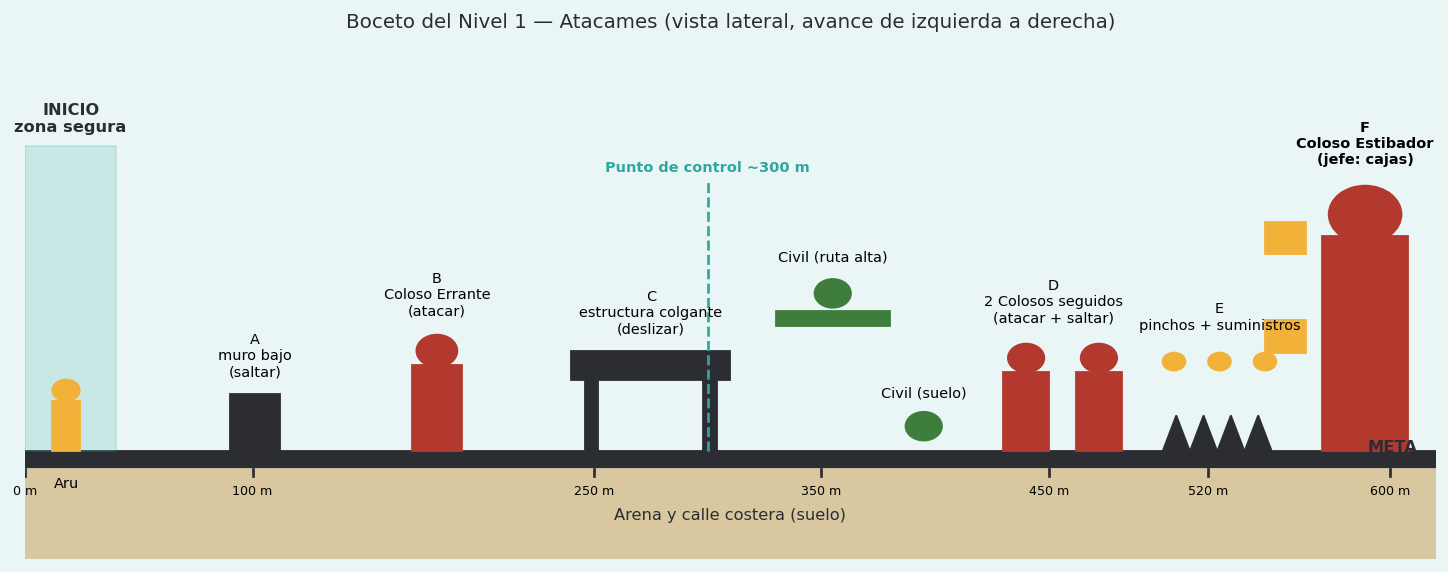 Boceto del Nivel 1 — Atacames (vista lateral, avance de izquierda a derecha)
INICIO
zona segura
Aru
A
muro bajo
(saltar)
B
Coloso Errante
(atacar)
C
estructura colgante
(deslizar)
Punto de control ~300 m
Civil (ruta alta)
Civil (suelo)
D
2 Colosos seguidos
(atacar + saltar)
E
pinchos + suministros
F
Coloso Estibador
(jefe: cajas)
META
0 m
100 m
250 m
350 m
450 m
520 m
600 m
Arena y calle costera (suelo)